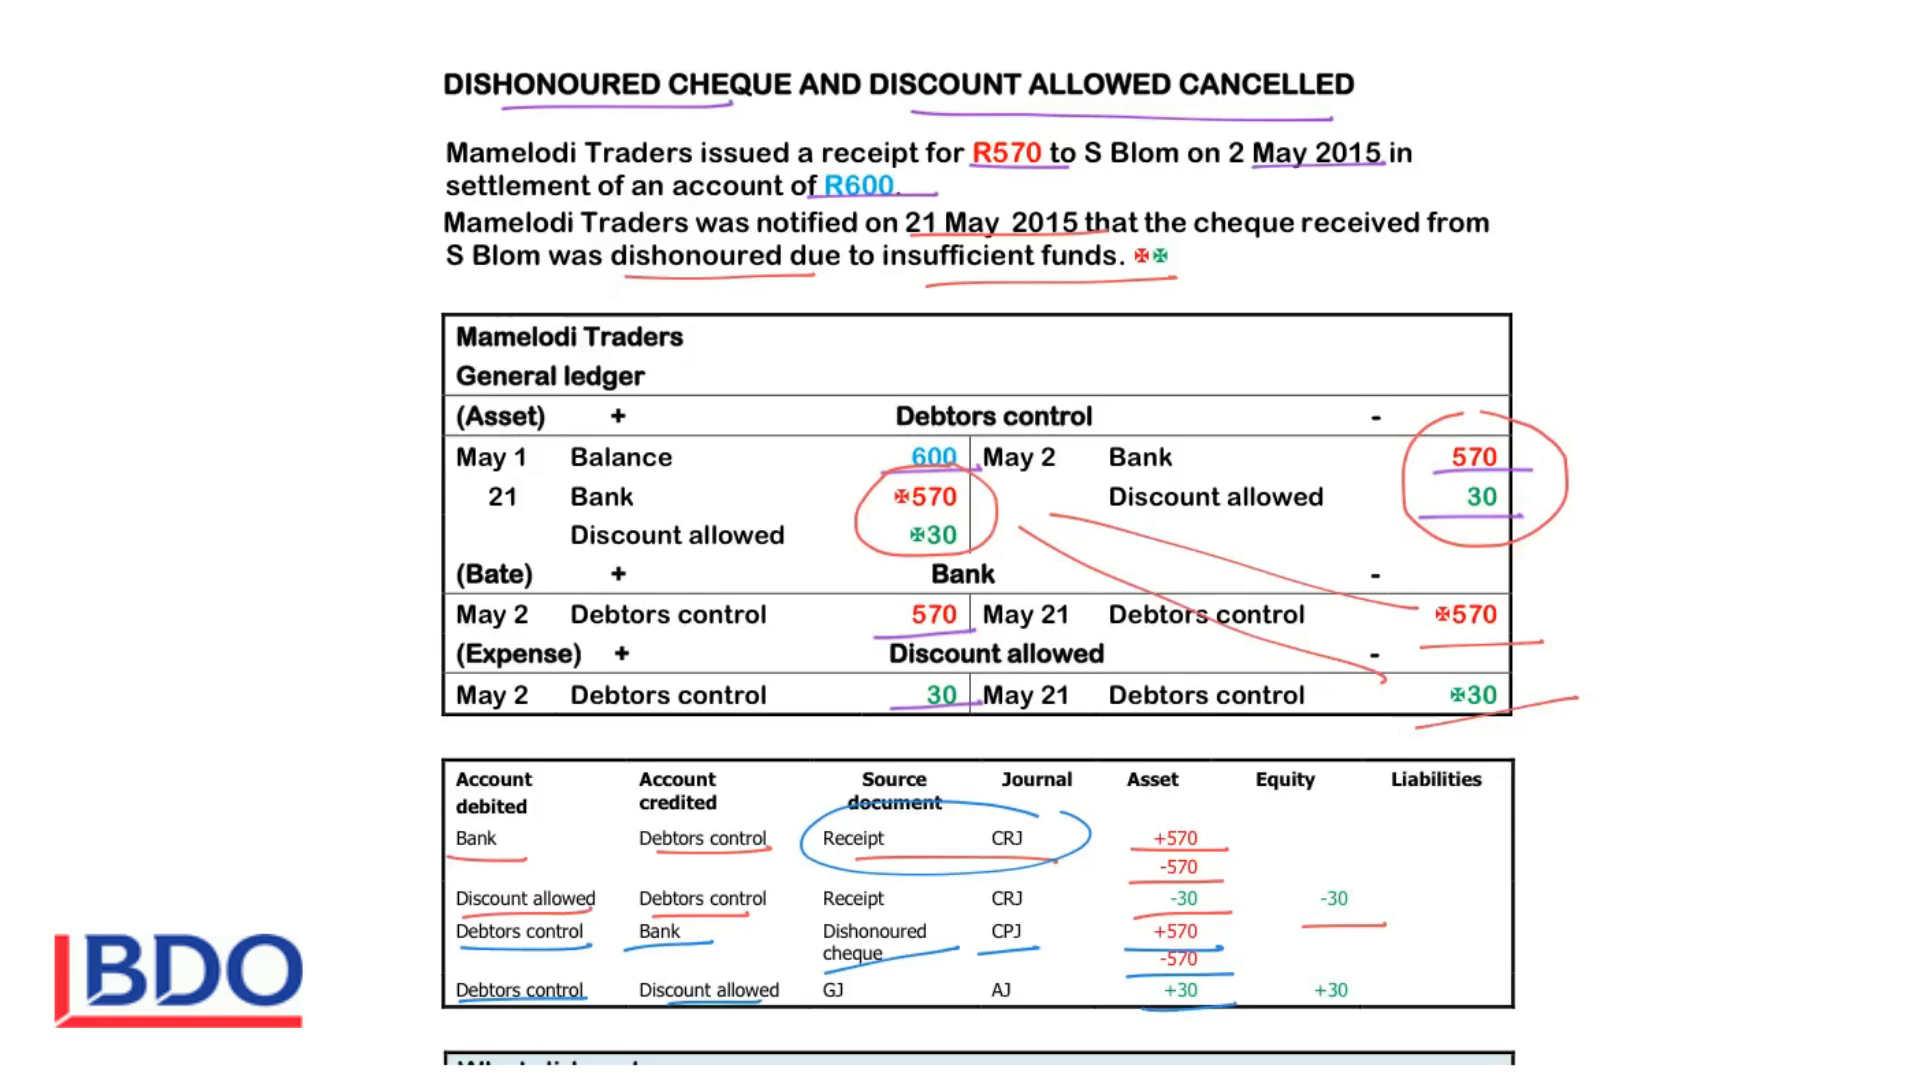 DISHONOURED CHEQUE AND DISCOUNT ALLOWED CANCELLED
Mamelodi Traders issued a receipt for R570 to S Blom on 2 May 2015 in
settlement of an account of R600.
Mamelodi Traders was notified on 21 May 2015 that the cheque received from
S Blom was dishonoured due to insufficient funds. ✠✠
Mamelodi Traders
General ledger
(Asset) + Debtors control -
May 1 Balance 600 May 2 Bank 570
21 Bank ✠570 Discount allowed 30
Discount allowed ✠30
(Bate) + Bank -
May 2 Debtors control 570 May 21 Debtors control ✠570
(Expense) + Discount allowed -
May 2 Debtors control 30 May 21 Debtors control ✠30
Account debited Account credited Source document Journal Asset Equity Liabilities
Bank Debtors control Receipt CRJ +570
-570
Discount allowed Debtors control Receipt CRJ -30 -30
Debtors control Bank Dishonoured cheque CPJ +570
-570
Debtors control Discount allowed GJ AJ +30 +30
BDO